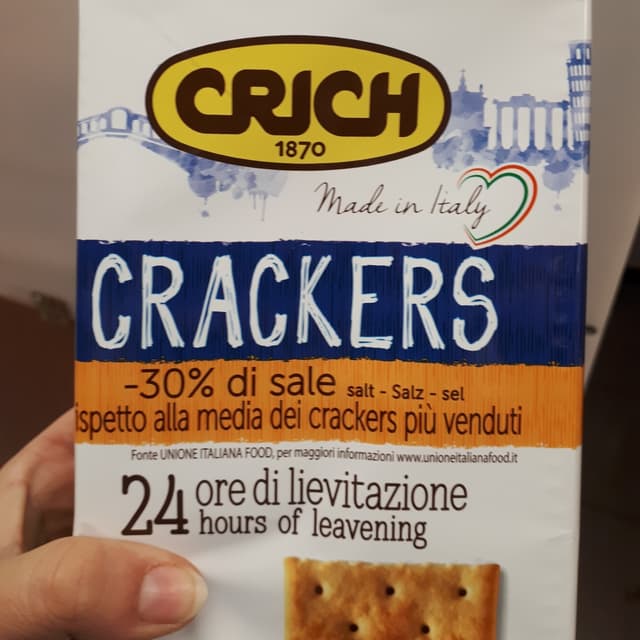 CRICH
1870
Made in Italy
CRACKERS
-30% di sale salt - Salz - sel
ispetto alla media dei crackers più venduti
Fonte UNIONE ITALIANA FOOD, per maggiori informazioni www.unioneitalianafood.it
24 ore di lievitazione
hours of leavening